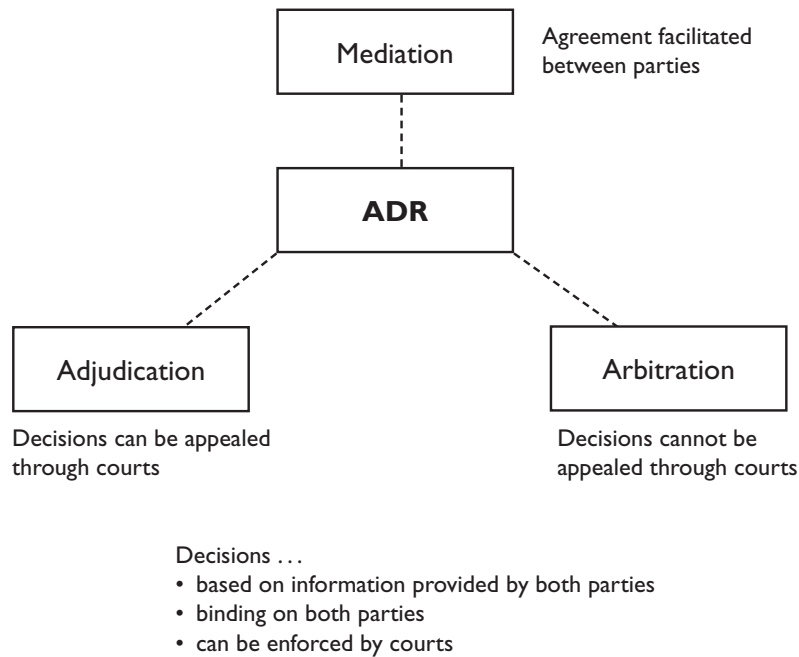 Mediation
Agreement facilitated
between parties
ADR
Adjudication
Decisions can be appealed
through courts
Arbitration
Decisions cannot be
appealed through courts
Decisions . . .
• based on information provided by both parties
• binding on both parties
• can be enforced by courts